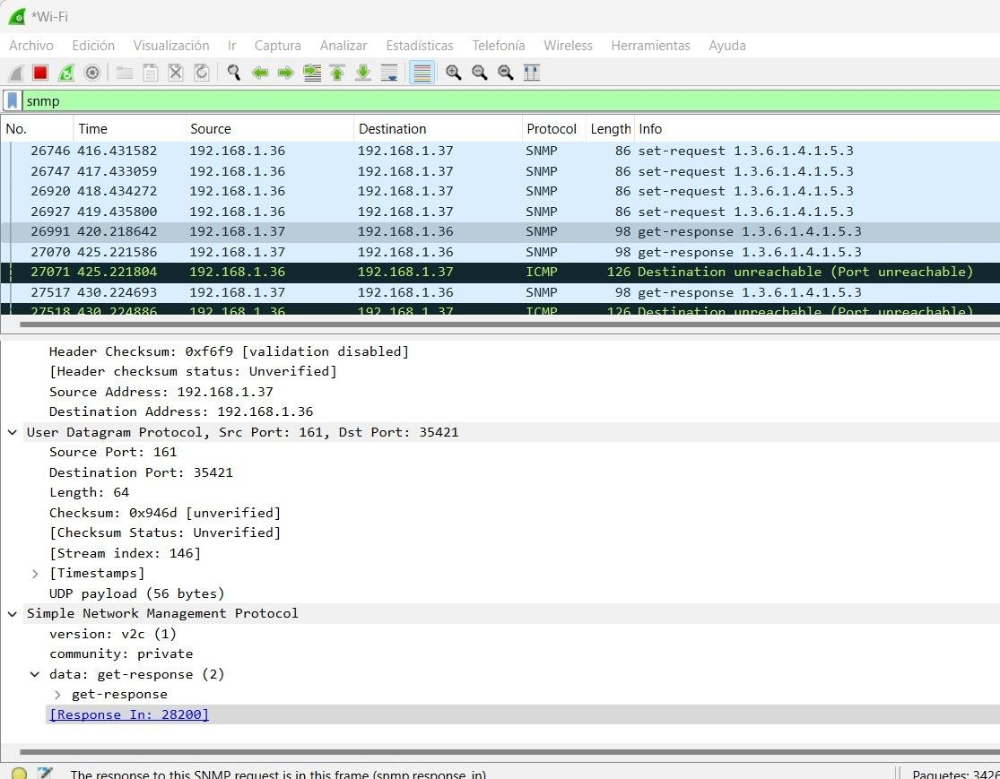 *Wi-Fi
Archivo Edición Visualización Ir Captura Analizar Estadísticas Telefonía Wireless Herramientas Ayuda
snmp
No. Time Source Destination Protocol Length Info
26746 416.431582 192.168.1.36 192.168.1.37 SNMP 86 set-request 1.3.6.1.4.1.5.3
26747 417.433059 192.168.1.36 192.168.1.37 SNMP 86 set-request 1.3.6.1.4.1.5.3
26920 418.434272 192.168.1.36 192.168.1.37 SNMP 86 set-request 1.3.6.1.4.1.5.3
26927 419.435800 192.168.1.36 192.168.1.37 SNMP 86 set-request 1.3.6.1.4.1.5.3
26991 420.218642 192.168.1.37 192.168.1.36 SNMP 98 get-response 1.3.6.1.4.1.5.3
27070 425.221586 192.168.1.37 192.168.1.36 SNMP 98 get-response 1.3.6.1.4.1.5.3
27071 425.221804 192.168.1.36 192.168.1.37 ICMP 126 Destination unreachable (Port unreachable)
27517 430.224693 192.168.1.37 192.168.1.36 SNMP 98 get-response 1.3.6.1.4.1.5.3
27518 430.224886 192.168.1.36 192.168.1.37 ICMP 126 Destination unreachable (Port unreachable)
Header Checksum: 0xf6f9 [validation disabled]
[Header checksum status: Unverified]
Source Address: 192.168.1.37
Destination Address: 192.168.1.36
User Datagram Protocol, Src Port: 161, Dst Port: 35421
Source Port: 161
Destination Port: 35421
Length: 64
Checksum: 0x946d [unverified]
[Checksum Status: Unverified]
[Stream index: 146]
[Timestamps]
UDP payload (56 bytes)
Simple Network Management Protocol
version: v2c (1)
community: private
data: get-response (2)
get-response
[Response In: 28200]
The response to this SNMP request is in this frame (snmp.response_in)
Paquetes: 3426